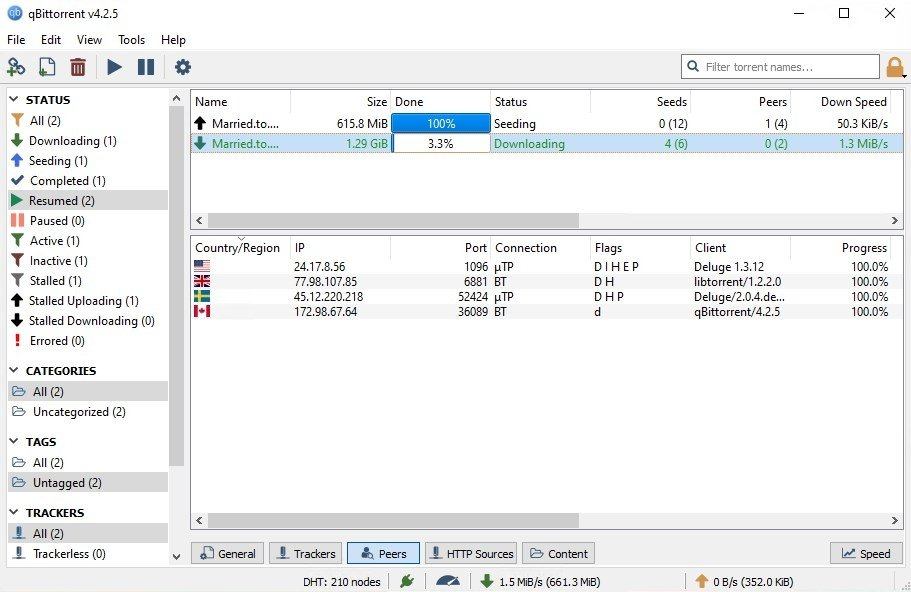 qBittorrent v4.2.5
File Edit View Tools Help
Filter torrent names...
STATUS
All (2)
Downloading (1)
Seeding (1)
Completed (1)
Resumed (2)
Paused (0)
Active (1)
Inactive (1)
Stalled (1)
Stalled Uploading (1)
Stalled Downloading (0)
Errored (0)
CATEGORIES
All (2)
Uncategorized (2)
TAGS
All (2)
Untagged (2)
TRACKERS
All (2)
Trackerless (0)
Name Size Done Status Seeds Peers Down Speed
Married.to.... 615.8 MiB 100% Seeding 0 (12) 1 (4) 50.3 KiB/s
Married.to.... 1.29 GiB 3.3% Downloading 4 (6) 0 (2) 1.3 MiB/s
Country/Region IP Port Connection Flags Client Progress
24.17.8.56 1096 μTP D I H E P Deluge 1.3.12 100.0%
77.98.107.85 6881 BT D H libtorrent/1.2.2.0 100.0%
45.12.220.218 52424 μTP D H P Deluge/2.0.4.de... 100.0%
172.98.67.64 36089 BT d qBittorrent/4.2.5 100.0%
General Trackers Peers HTTP Sources Content Speed
DHT: 210 nodes 1.5 MiB/s (661.3 MiB) 0 B/s (352.0 KiB)